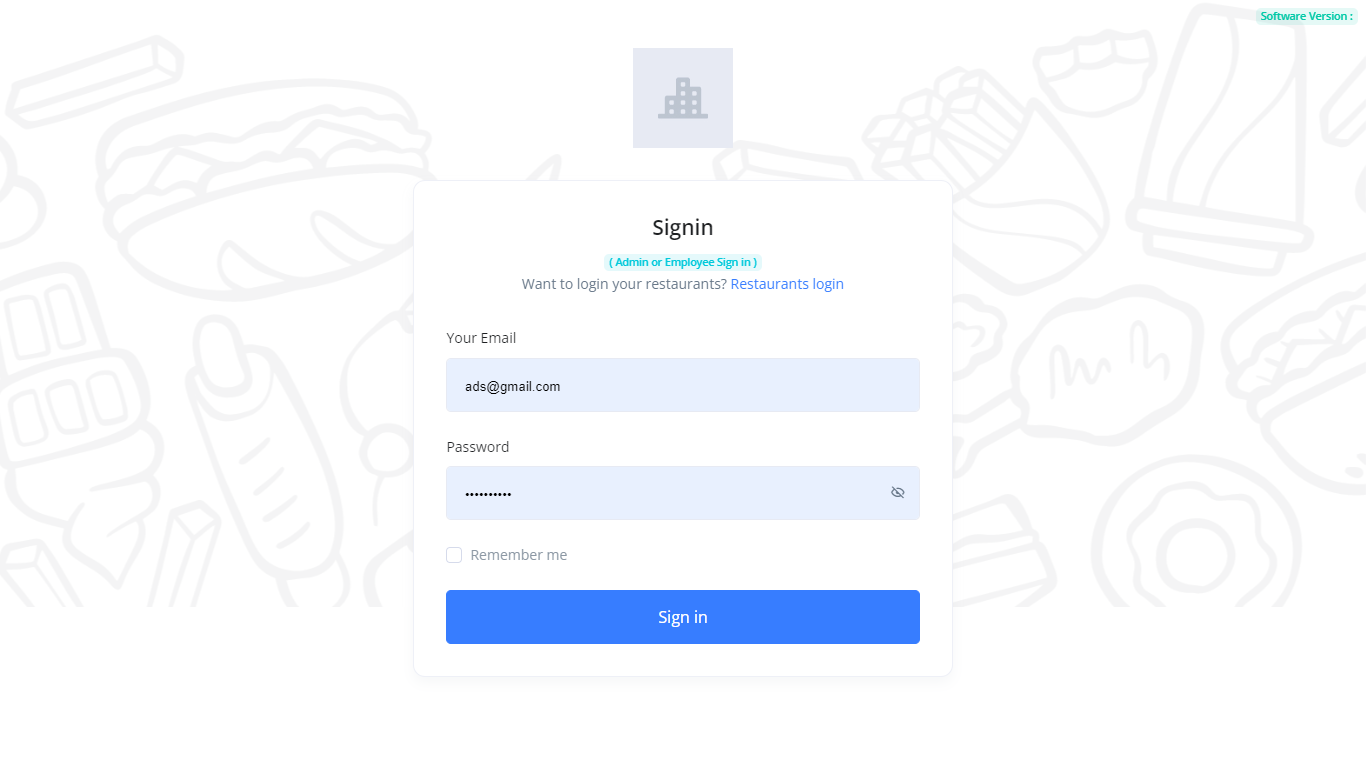 Software Version :
Signin
( Admin or Employee Sign in )
Want to login your restaurants? Restaurants login
Your Email
ads@gmail.com
Password
••••••••••
Remember me
Sign in